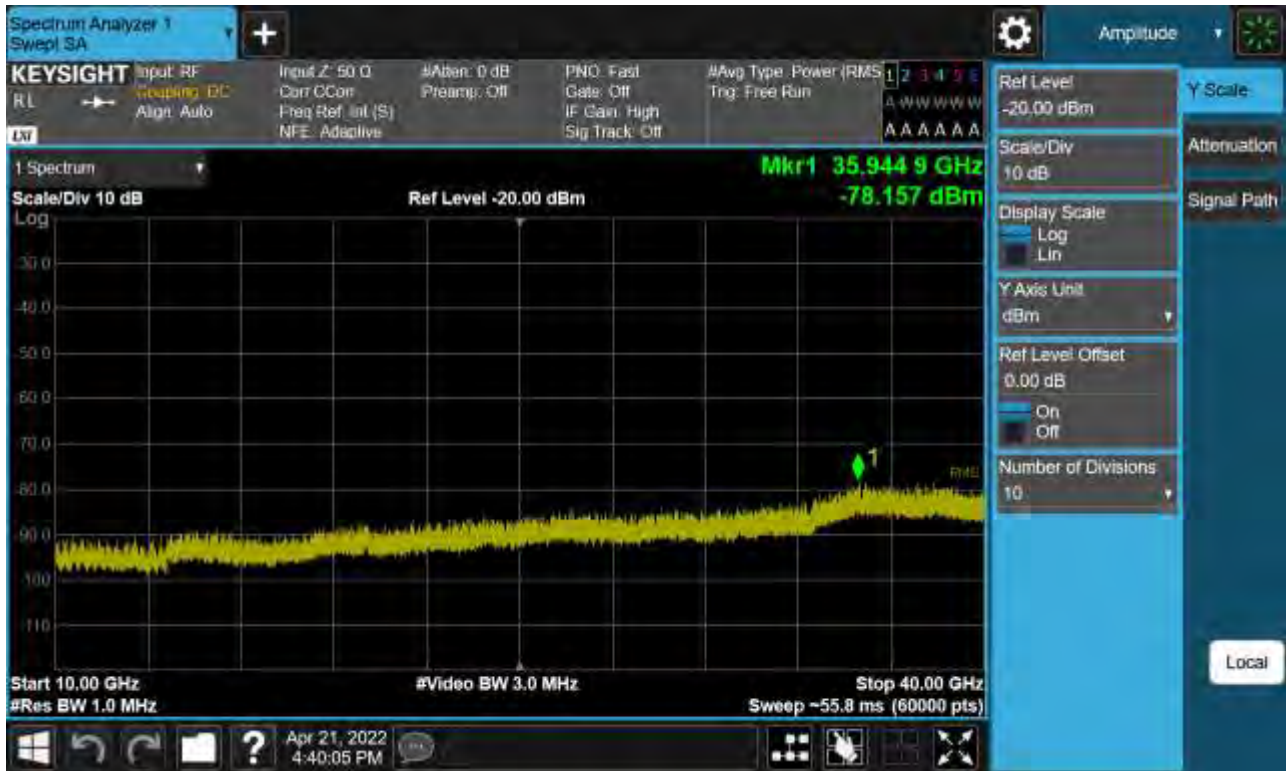 Spectrum Analyzer 1
Swept SA
Amplitude
KEYSIGHT
RL
Input: RF
Coupling: DC
Align: Auto
Input Z: 50 Ω
Corr CCorr
Freq Ref: Int (S)
NFE: Adaptive
#Atten: 0 dB
Preamp: Off
PNO: Fast
Gate: Off
IF Gain: High
Sig Track: Off
#Avg Type: Power (RMS
Trig: Free Run
1 2 3 4 5 6
A W W W W W
A A A A A A
1 Spectrum
Mkr1 35.944 9 GHz
-78.157 dBm
Scale/Div 10 dB
Ref Level -20.00 dBm
Log
-30.0
-40.0
-50.0
-60.0
-70.0
-80.0
-90.0
-100
-110
1
RMS
Start 10.00 GHz
#Video BW 3.0 MHz
Stop 40.00 GHz
#Res BW 1.0 MHz
Sweep ~55.8 ms (60000 pts)
Ref Level
-20.00 dBm
Scale/Div
10 dB
Display Scale
Log
Lin
Y Axis Unit
dBm
Ref Level Offset
0.00 dB
On
Off
Number of Divisions
10
Y Scale
Attenuation
Signal Path
Local
?
Apr 21, 2022
4:40:05 PM